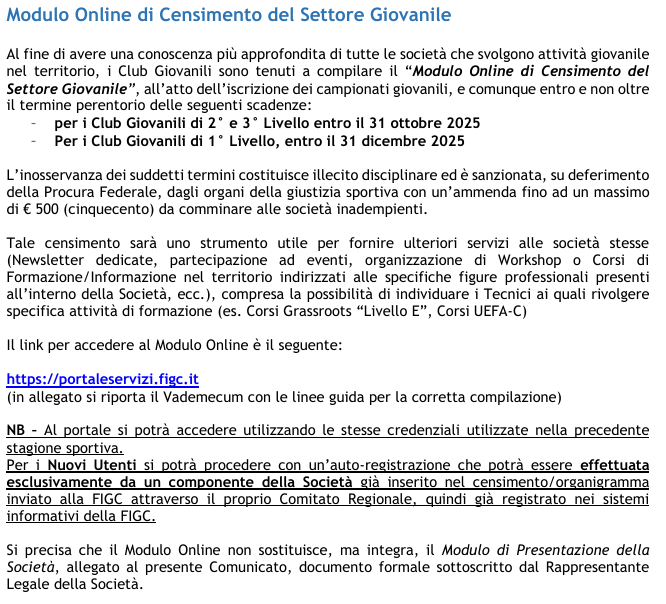 Modulo Online di Censimento del Settore Giovanile
Al fine di avere una conoscenza più approfondita di tutte le società che svolgono attività giovanile
nel territorio, i Club Giovanili sono tenuti a compilare il “Modulo Online di Censimento del
Settore Giovanile”, all’atto dell’iscrizione dei campionati giovanili, e comunque entro e non oltre
il termine perentorio delle seguenti scadenze:
- per i Club Giovanili di 2° e 3° Livello entro il 31 ottobre 2025
- Per i Club Giovanili di 1° Livello, entro il 31 dicembre 2025
L’inosservanza dei suddetti termini costituisce illecito disciplinare ed è sanzionata, su deferimento
della Procura Federale, dagli organi della giustizia sportiva con un’ammenda fino ad un massimo
di € 500 (cinquecento) da comminare alle società inadempienti.
Tale censimento sarà uno strumento utile per fornire ulteriori servizi alle società stesse
(Newsletter dedicate, partecipazione ad eventi, organizzazione di Workshop o Corsi di
Formazione/Informazione nel territorio indirizzati alle specifiche figure professionali presenti
all’interno della Società, ecc.), compresa la possibilità di individuare i Tecnici ai quali rivolgere
specifica attività di formazione (es. Corsi Grassroots “Livello E”, Corsi UEFA-C)
Il link per accedere al Modulo Online è il seguente:
https://portaleservizi.figc.it
(in allegato si riporta il Vademecum con le linee guida per la corretta compilazione)
NB – Al portale si potrà accedere utilizzando le stesse credenziali utilizzate nella precedente
stagione sportiva.
Per i Nuovi Utenti si potrà procedere con un’auto-registrazione che potrà essere effettuata
esclusivamente da un componente della Società già inserito nel censimento/organigramma
inviato alla FIGC attraverso il proprio Comitato Regionale, quindi già registrato nei sistemi
informativi della FIGC.
Si precisa che il Modulo Online non sostituisce, ma integra, il Modulo di Presentazione della
Società, allegato al presente Comunicato, documento formale sottoscritto dal Rappresentante
Legale della Società.